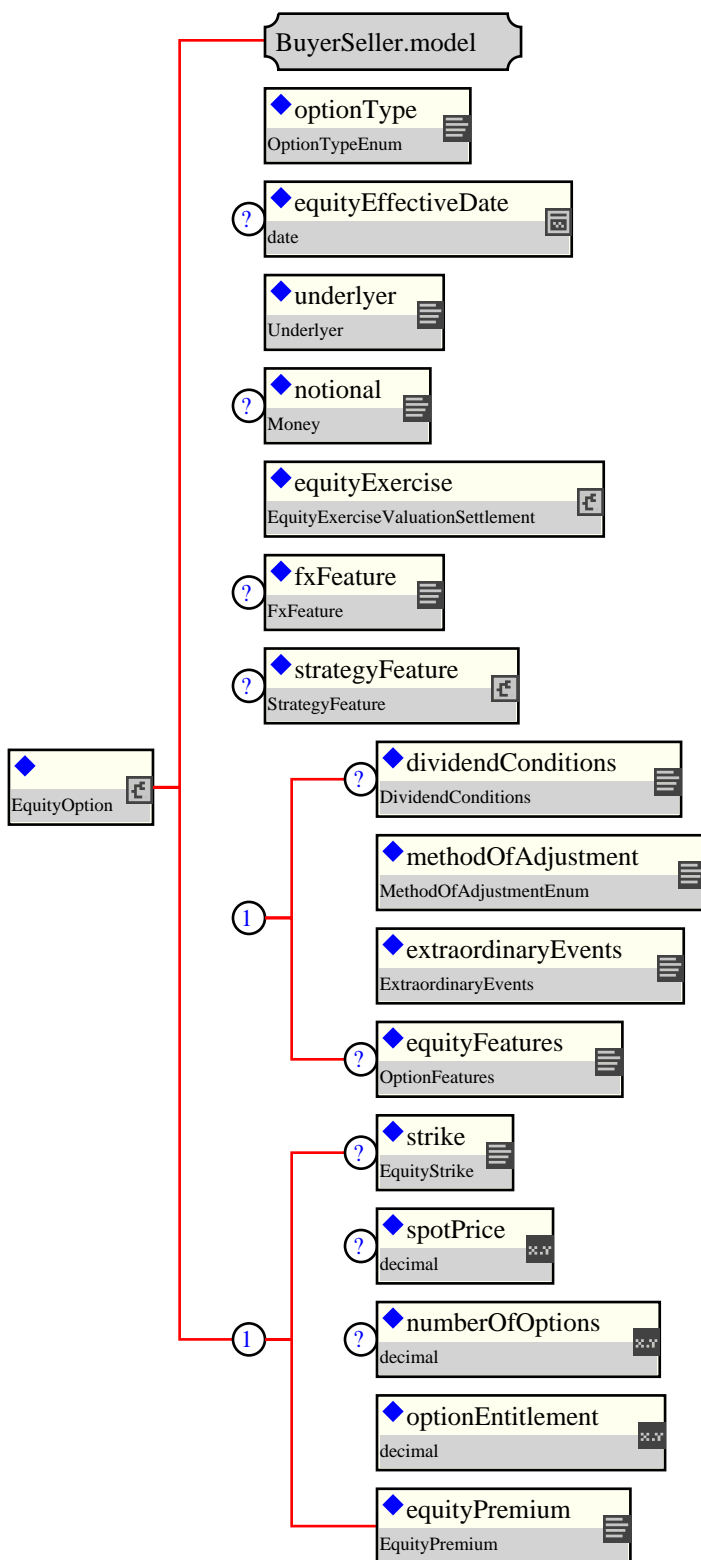 BuyerSeller.model
optionType
OptionTypeEnum
?
equityEffectiveDate
date
underlyer
Underlyer
?
notional
Money
equityExercise
EquityExerciseValuationSettlement
?
fxFeature
FxFeature
?
strategyFeature
StrategyFeature
EquityOption
?
dividendConditions
DividendConditions
methodOfAdjustment
MethodOfAdjustmentEnum
1
extraordinaryEvents
ExtraordinaryEvents
?
equityFeatures
OptionFeatures
?
strike
EquityStrike
?
spotPrice
decimal
x.Y
1
?
numberOfOptions
decimal
x.Y
optionEntitlement
decimal
x.Y
equityPremium
EquityPremium